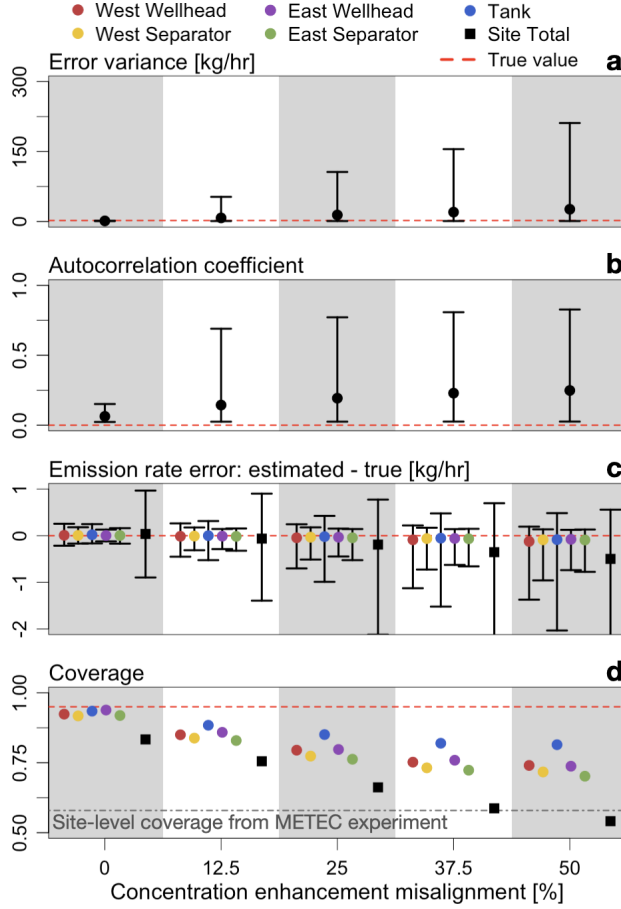 West Wellhead East Wellhead Tank
West Separator East Separator Site Total
Error variance [kg/hr] True value a
300
150
0
Autocorrelation coefficient b
1.0
0.5
0.0
Emission rate error: estimated - true [kg/hr] c
1
0
-1
-2
Coverage d
1.00
0.75
0.50
Site-level coverage from METEC experiment
0 12.5 25 37.5 50
Concentration enhancement misalignment [%]